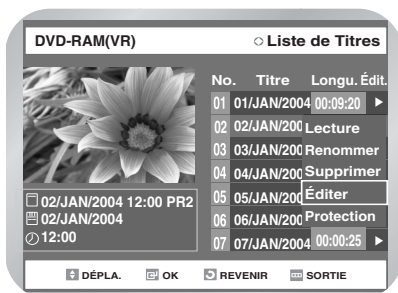 DVD-RAM(VR) Liste de Titres
No. Titre Longu. Édit.
01 01/JAN/2004 00:09:20 ►
02 02/JAN/200 Lecture
03 03/JAN/200 Renommer
04 04/JAN/200 Supprimer
05 05/JAN/200 Éditer
06 06/JAN/200 Protection
07 07/JAN/2004 00:00:25 ►
02/JAN/2004 12:00 PR2
02/JAN/2004
12:00
DÉPLA. OK REVENIR SORTIE